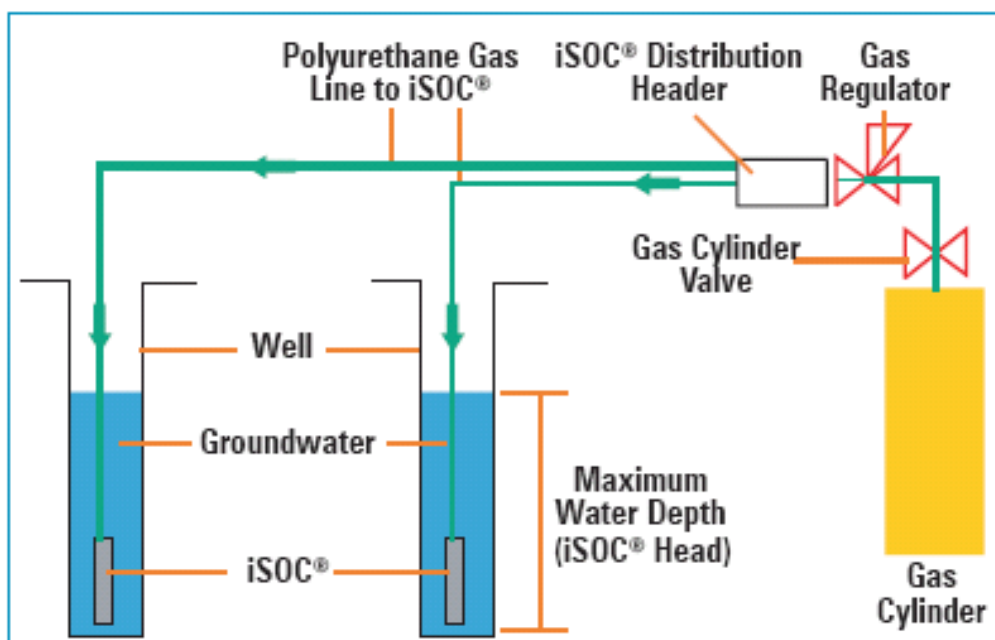 Polyurethane Gas
Line to iSOC®
iSOC® Distribution
Header
Gas
Regulator
Gas Cylinder
Valve
Well
Groundwater
Maximum
Water Depth
(iSOC® Head)
iSOC®
Gas
Cylinder